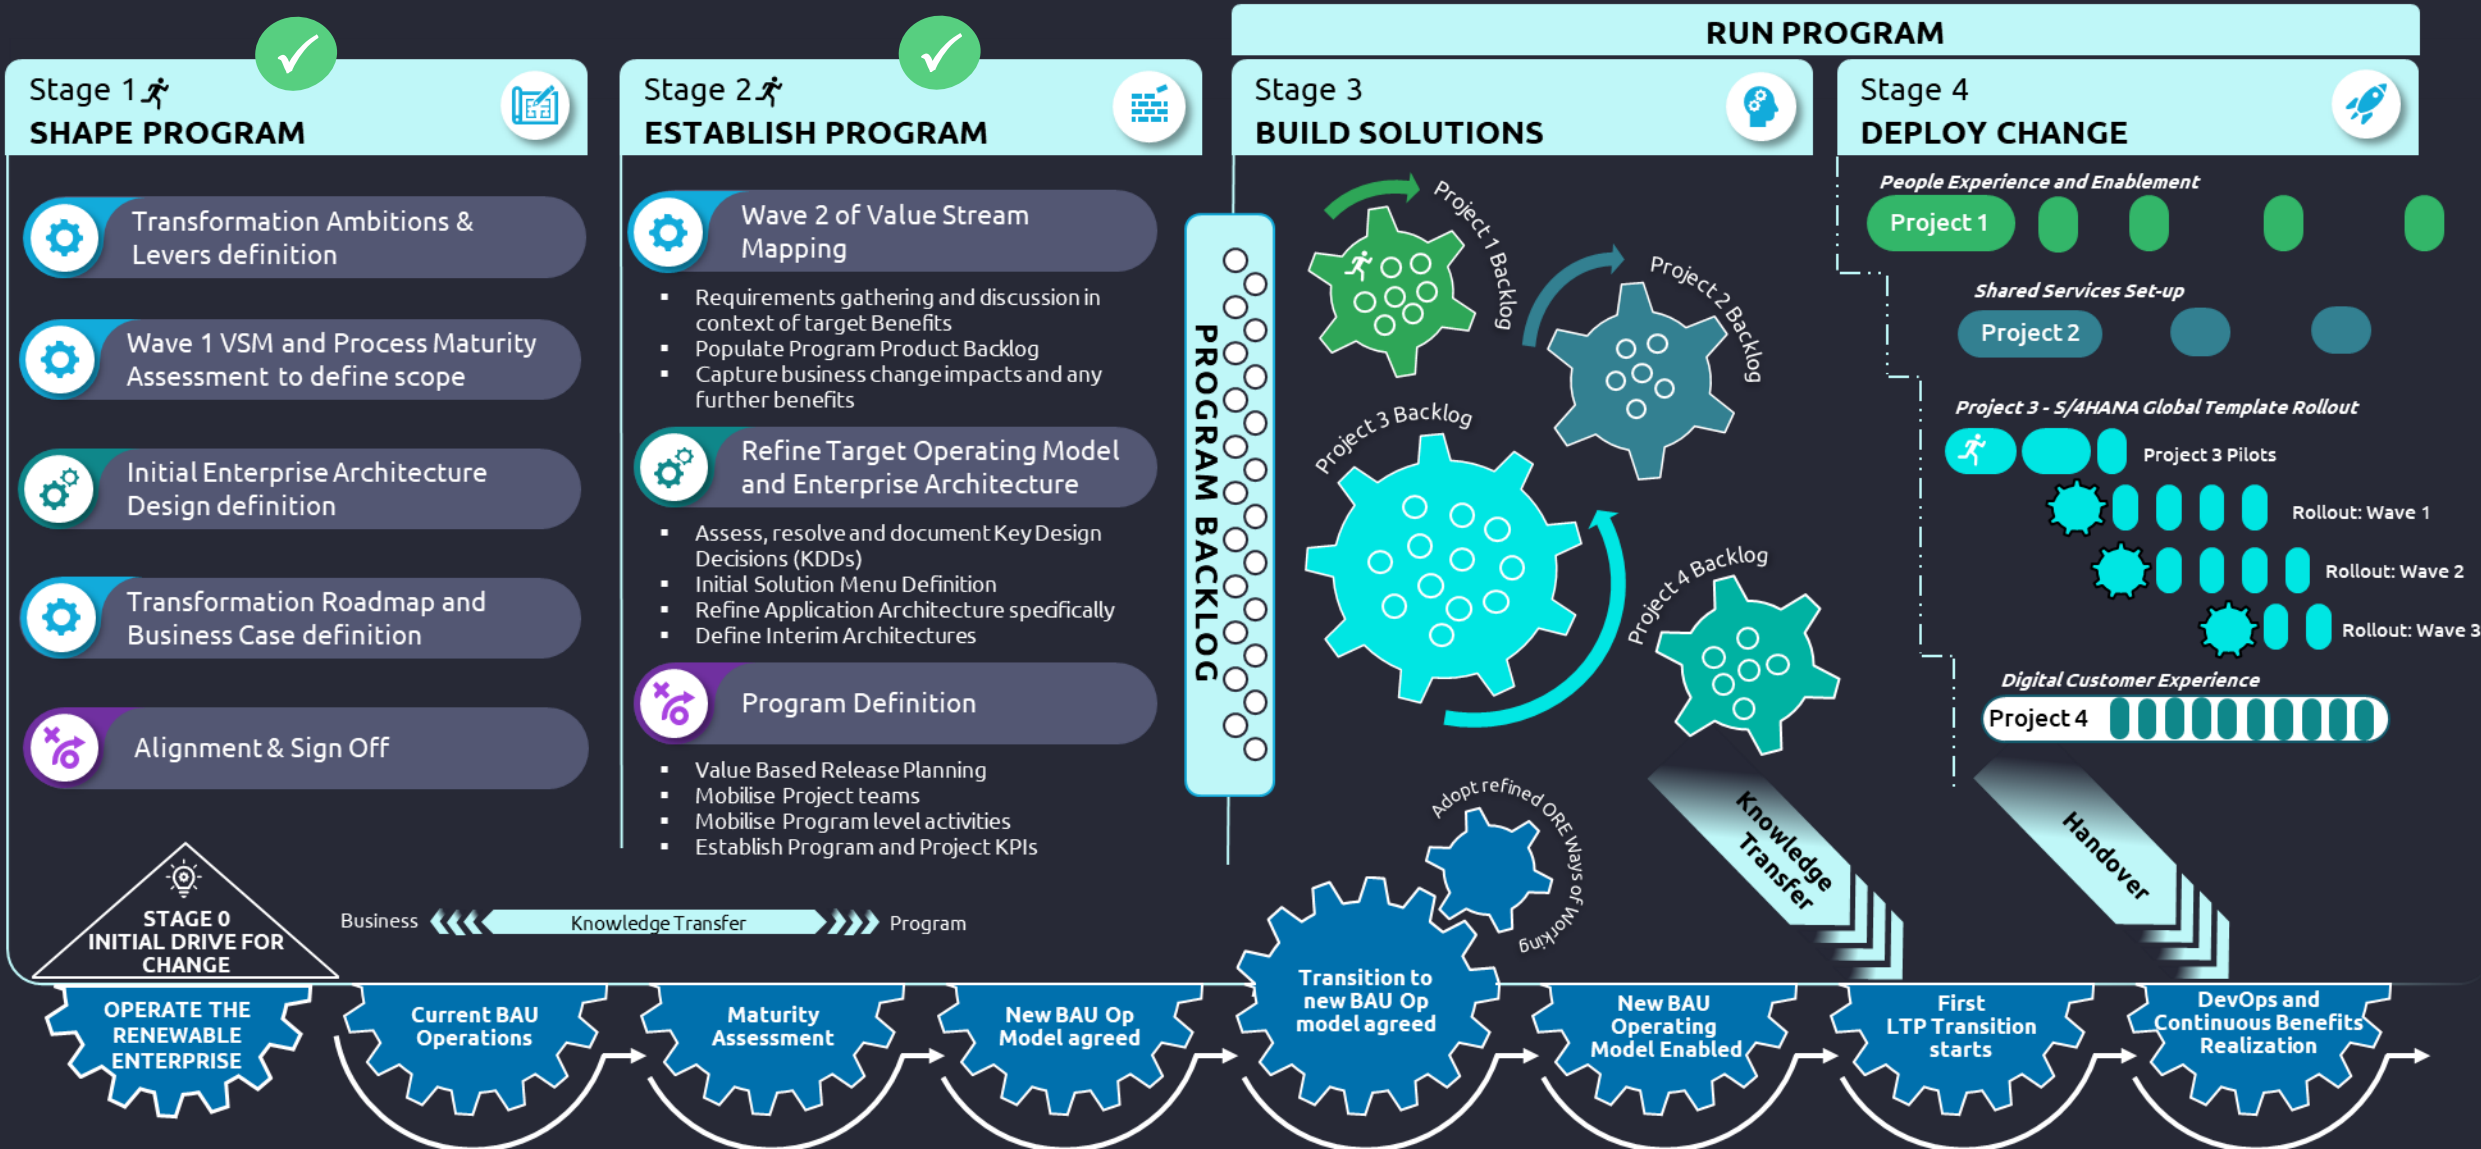 RUN PROGRAM
Stage 1
SHAPE PROGRAM
Transformation Ambitions &
Levers definition
Wave 1 VSM and Process Maturity
Assessment to define scope
Initial Enterprise Architecture
Design definition
Transformation Roadmap and
Business Case definition
Alignment & Sign Off
STAGE 0
INITIAL DRIVE FOR
CHANGE
Stage 2
ESTABLISH PROGRAM
Wave 2 of Value Stream
Mapping
▪ Requirements gathering and discussion in
context of target Benefits
▪ Populate Program Product Backlog
▪ Capture business change impacts and any
further benefits
Refine Target Operating Model
and Enterprise Architecture
▪ Assess, resolve and document Key Design
Decisions (KDDs)
▪ Initial Solution Menu Definition
▪ Refine Application Architecture specifically
▪ Define Interim Architectures
Program Definition
▪ Value Based Release Planning
▪ Mobilise Project teams
▪ Mobilise Program level activities
▪ Establish Program and Project KPIs
Business
Knowledge Transfer
Program
PROGRAM BACKLOG
Stage 3
BUILD SOLUTIONS
Project 1 Backlog
Project 2 Backlog
Project 3 Backlog
Project 4 Backlog
Adopt refined ORE Ways of Working
Knowledge
Transfer
Stage 4
DEPLOY CHANGE
People Experience and Enablement
Project 1
Shared Services Set-up
Project 2
Project 3 - S/4HANA Global Template Rollout
Project 3 Pilots
Rollout: Wave 1
Rollout: Wave 2
Rollout: Wave 3
Digital Customer Experience
Project 4
Handover
OPERATE THE
RENEWABLE
ENTERPRISE
Current BAU
Operations
Maturity
Assessment
New BAU Op
Model agreed
Transition to
new BAU Op
model agreed
New BAU
Operating
Model Enabled
First
LTP Transition
starts
DevOps and
Continuous Benefits
Realization